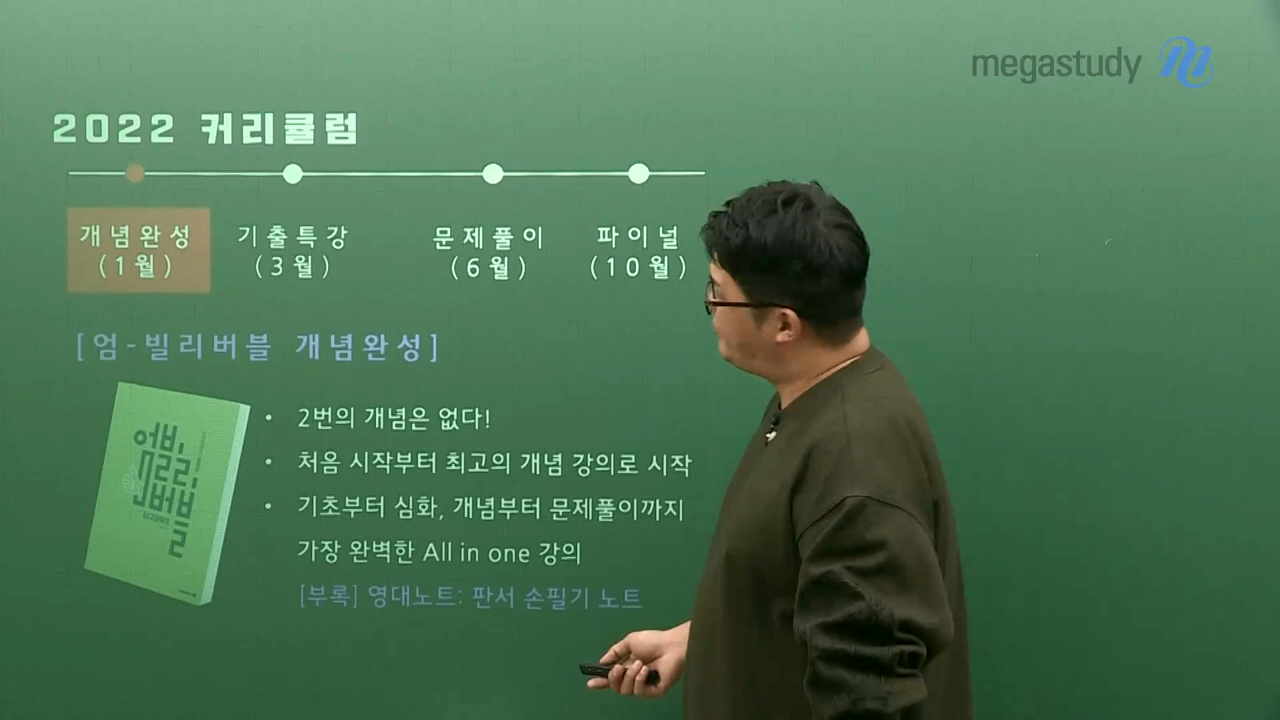 megastudy
2022 커리큘럼
개념완성 기출특강 문제풀이 파이널
(1월) (3월) (6월) (10월)
[엄-빌리버블 개념완성]
엄빌리버블
• 2번의 개념은 없다!
• 처음 시작부터 최고의 개념 강의로 시작
• 기초부터 심화, 개념부터 문제풀이까지
가장 완벽한 All in one 강의
[부록] 영대노트: 판서 손필기 노트